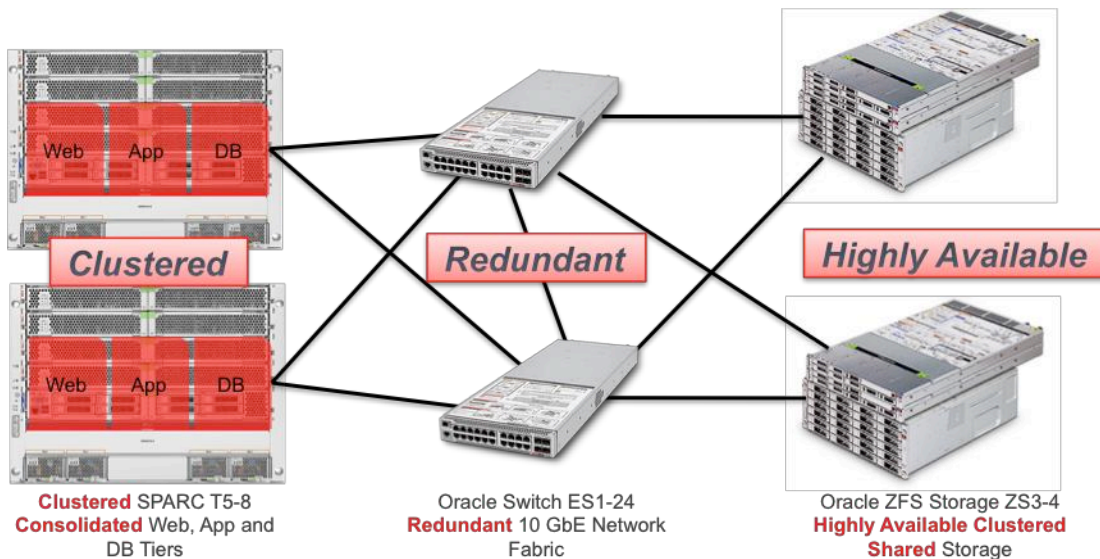 Web App DB
Clustered
Web App DB
Clustered SPARC T5-8
Consolidated Web, App and
DB Tiers
Redundant
Oracle Switch ES1-24
Redundant 10 GbE Network
Fabric
Highly Available
Oracle ZFS Storage ZS3-4
Highly Available Clustered
Shared Storage